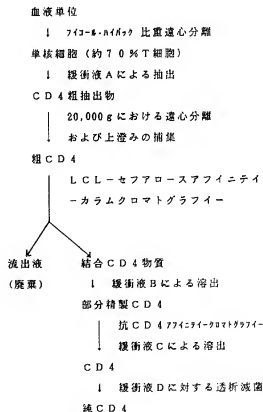 血液単位
↓ フィコール・ハイパック 比重遠心分離
単核細胞(約70%T細胞)
↓ 緩衝液Aによる抽出
CD4粗抽出物
20,000gにおける遠心分離
↓ および上澄みの捕集
粗CD4
LCL-セファロースアフィニテイ
-カラムクロマトグラフイー
流出液 結合CD4物質
(廃棄) ↓ 緩衝液Bによる溶出
部分精製CD4
抗CD4アフィニテイークロマトグラフイー
↓ 緩衝液Cによる溶出
CD4
↓ 緩衝液Dに対する透析滅菌
純CD4